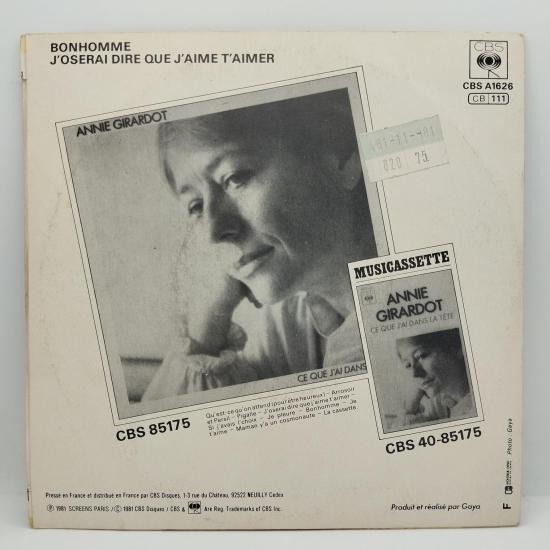 BONHOMME
J'OSERAI DIRE QUE J'AIME T'AIMER
CBS
CBS A1626
CB 111
ANNIE GIRARDOT
CE QUE J'AI DANS
820 75
MUSICASSETTE
ANNIE
GIRARDOT
CE QUE J'AI DANS LA TÊTE
CBS 85175
Qu'est-ce qu'on attend (pour être heureux) - Arrosoir
et Persil - Pigalle - J'oserai dire que j'aime t'aimer -
Si j'avais l'choix - Je pleure - Bonhomme - Je
t'aime - Maman y'a un cosmonaute - La cassette.
CBS 40-85175
Photo : Gaya
Pressé en France et distribué en France par CBS Disques, 1-3 rue du Château, 92522 NEUILLY Cedex
Ⓟ 1981 SCREENS PARIS / © 1981 CBS Disques / CBS & Are Reg. Trademarks of CBS Inc.
Produit et réalisé par Gaya
F